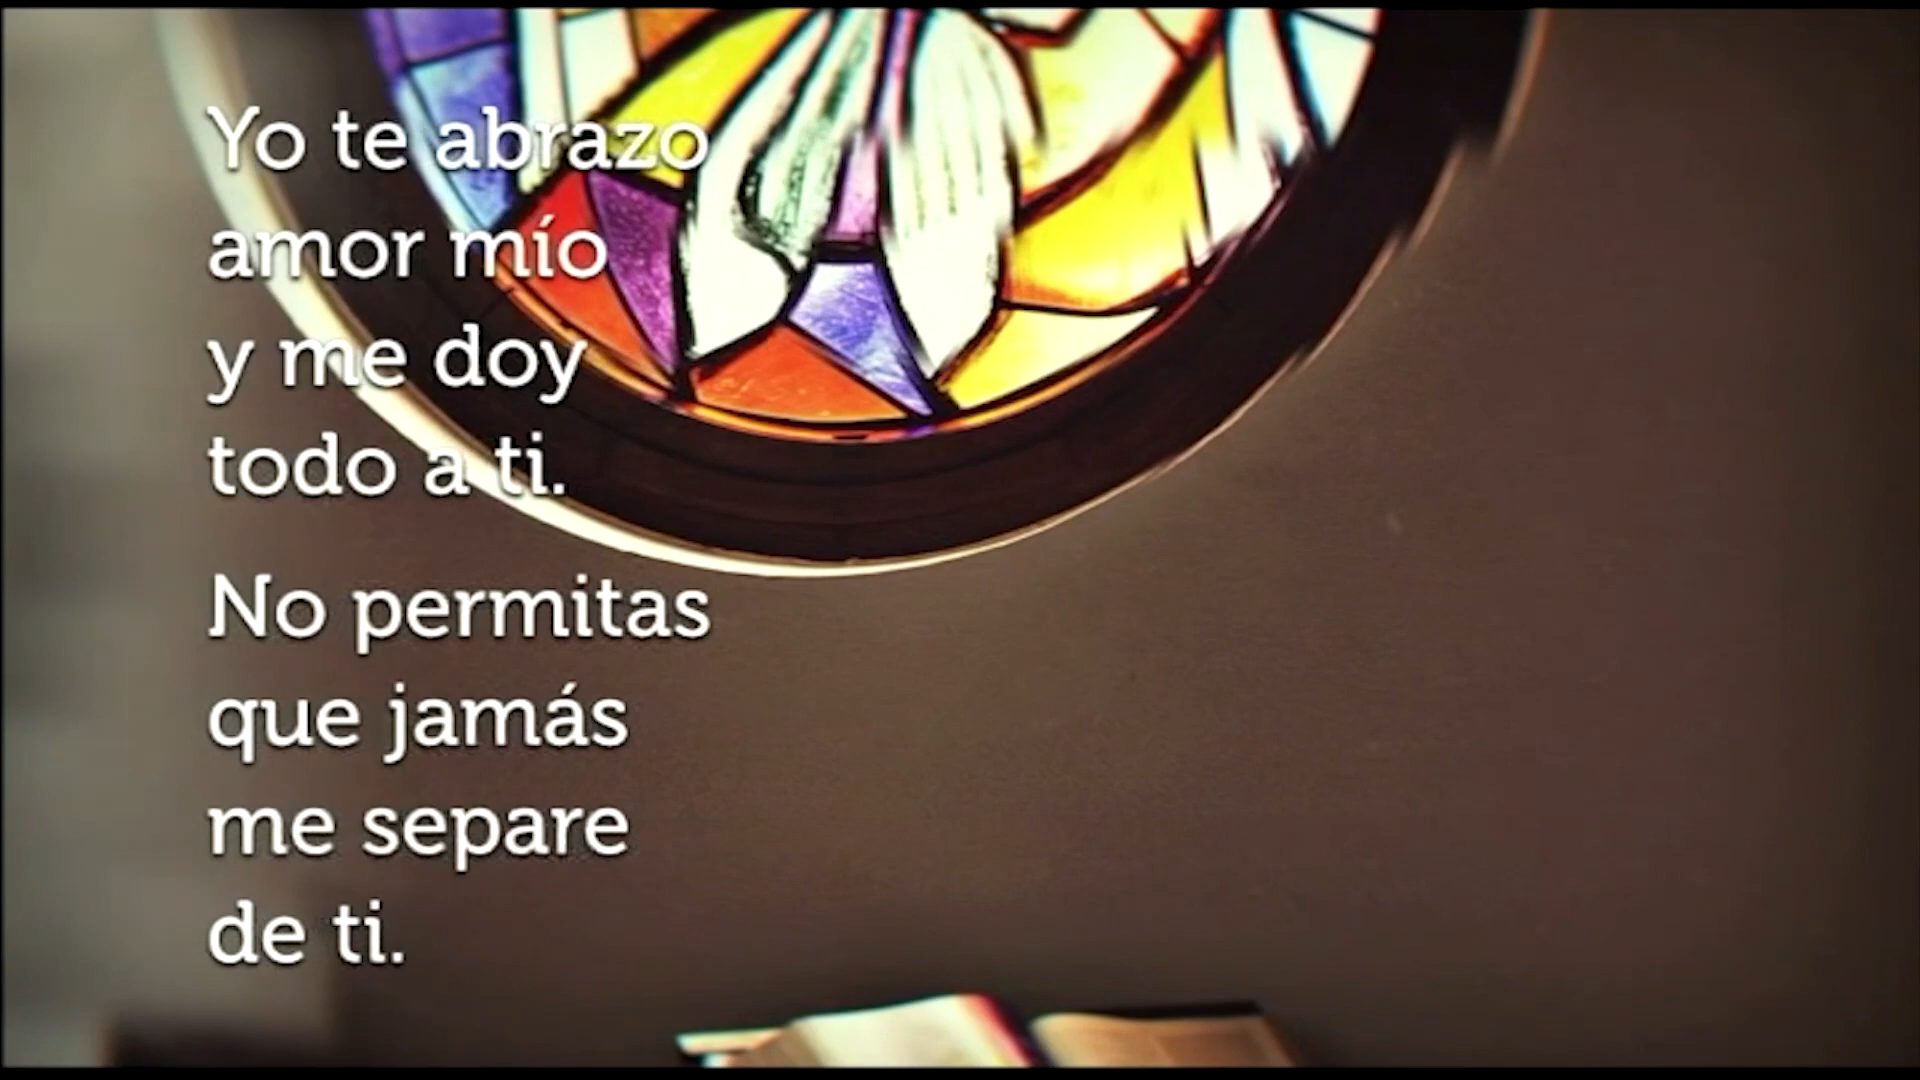 Yo te abrazo
amor mío
y me doy
todo a ti.
No permitas
que jamás
me separe
de ti.